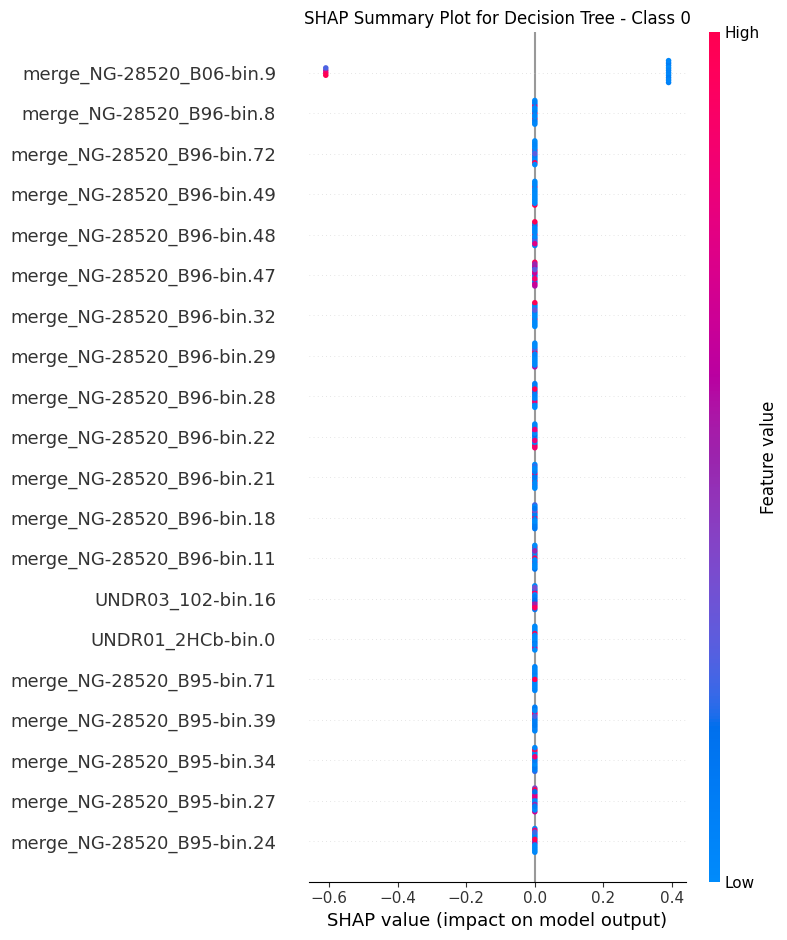 SHAP Summary Plot for Decision Tree - Class 0
High
merge_NG-28520_B06-bin.9
merge_NG-28520_B96-bin.8
merge_NG-28520_B96-bin.72
merge_NG-28520_B96-bin.49
merge_NG-28520_B96-bin.48
merge_NG-28520_B96-bin.47
merge_NG-28520_B96-bin.32
merge_NG-28520_B96-bin.29
merge_NG-28520_B96-bin.28
merge_NG-28520_B96-bin.22
merge_NG-28520_B96-bin.21
merge_NG-28520_B96-bin.18
merge_NG-28520_B96-bin.11
UNDR03_102-bin.16
UNDR01_2HCb-bin.0
merge_NG-28520_B95-bin.71
merge_NG-28520_B95-bin.39
merge_NG-28520_B95-bin.34
merge_NG-28520_B95-bin.27
merge_NG-28520_B95-bin.24
Feature value
Low
−0.6 −0.4 −0.2 0.0 0.2 0.4
SHAP value (impact on model output)